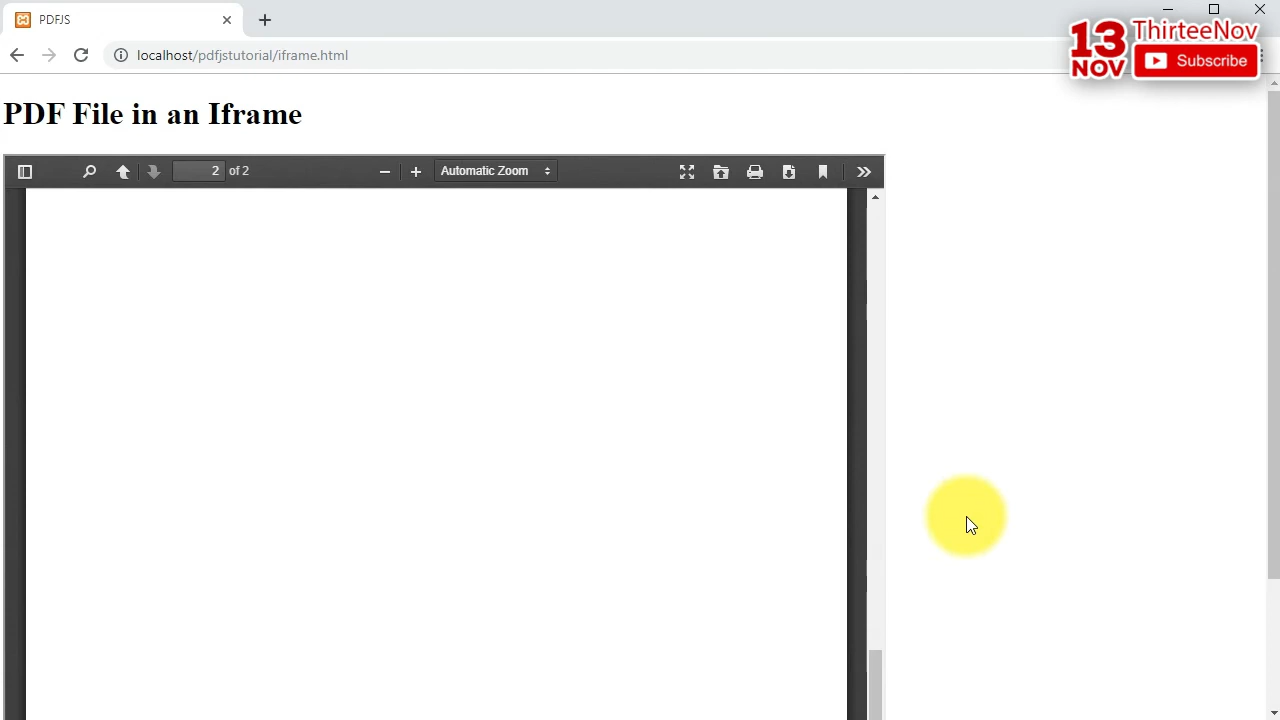 PDFJS
localhost/pdfjstutorial/iframe.html
13 NOV
ThirteeNov
Subscribe
PDF File in an Iframe
2 of 2
Automatic Zoom